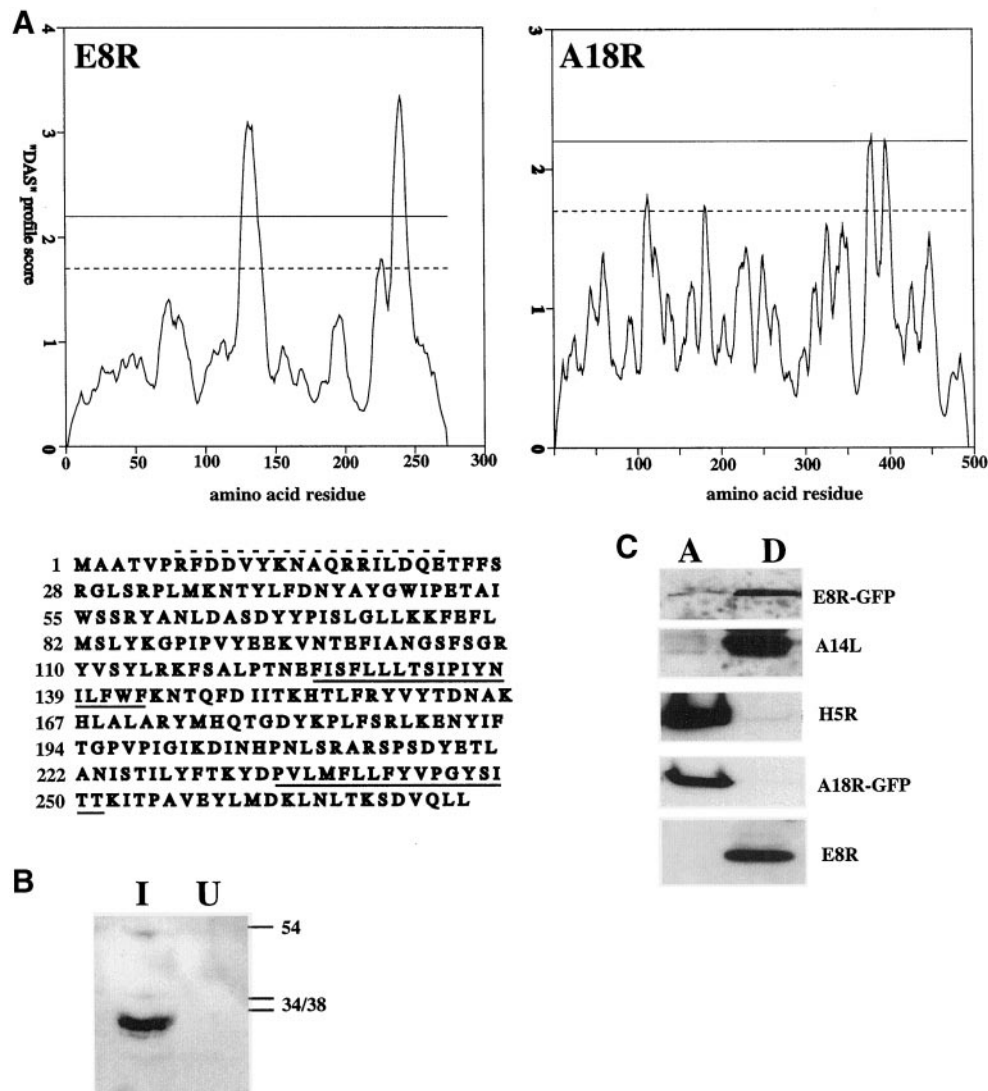 A
E8R
4
3
2
1
0
"DAS" profile score
0 50 100 150 200 250 300
amino acid residue
A18R
3
2
1
0
100 200 300 400 500
amino acid residue
1 MAATVPRFDDVYKNAQRRILDQETFFS
28 RGLSRPLMKNTYLFDNYAYGWIPETAI
55 WSSRYANLDASDYYPISLGLLKKFEFL
82 MSLYKGPIPVYEEKVNTEFIANGSFSGR
110 YVSYLRKFSALPTNEFISFLLLTSIPIYN
139 ILFWFKNTQFDIITKHTLFRYVYTDNAK
167 HLALARYMHQTGDYKPLFSRLKENYIF
194 TGPVPIGIKDINHPNLSRARSPSDYETL
222 ANISTILYFTKYDPVLMFLLFYVPGYSI
250 TTKITPAVEYLMDKLNLTKSDVQLL
C
A D
E8R-GFP
A14L
H5R
A18R-GFP
E8R
B
I U
54
34/38